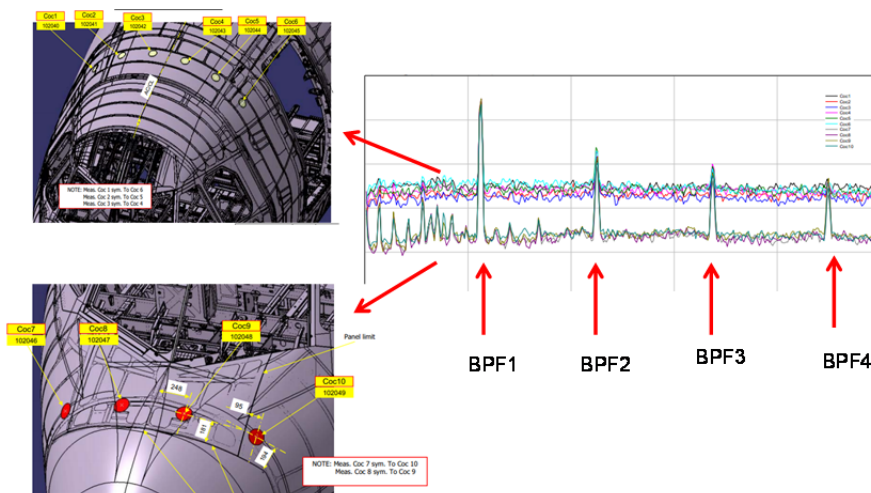 Coc1
102040
Coc2
102041
Coc3
102042
Coc4
102043
Coc5
102044
Coc6
102045
NOTE: Meas. Coc 1 sym. To Coc 6
Meas. Coc 2 sym. To Coc 5
Meas. Coc 3 sym. To Coc 4
Coc1
Coc2
Coc3
Coc4
Coc5
Coc6
Coc7
Coc8
Coc9
Coc10
BPF1
BPF2
BPF3
BPF4
Coc7
102046
Coc8
102047
Coc9
102048
Panel limit
Coc10
102049
248
95
181
194
NOTE: Meas. Coc 7 sym. To Coc 10
Meas. Coc 8 sym. To Coc 9